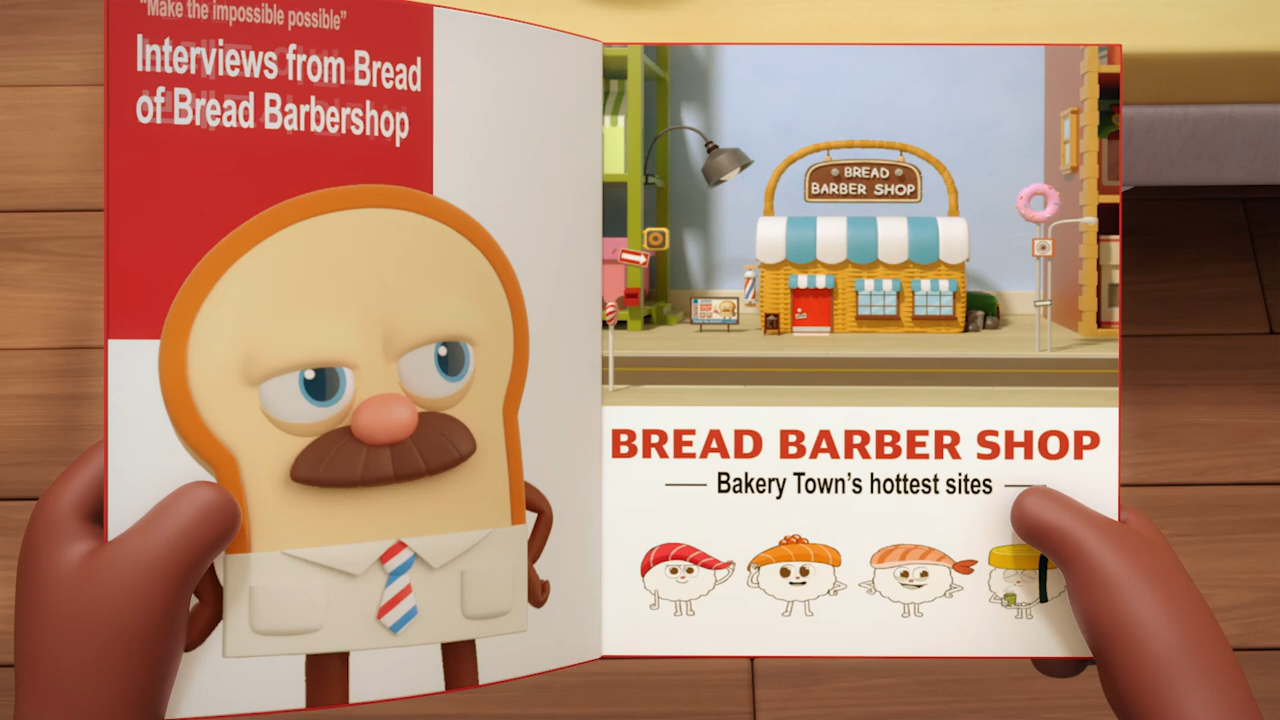 "Make the impossible possible"
Interviews from Bread
of Bread Barbershop
BREAD
BARBER SHOP
BREAD BARBER SHOP
Bakery Town's hottest sites